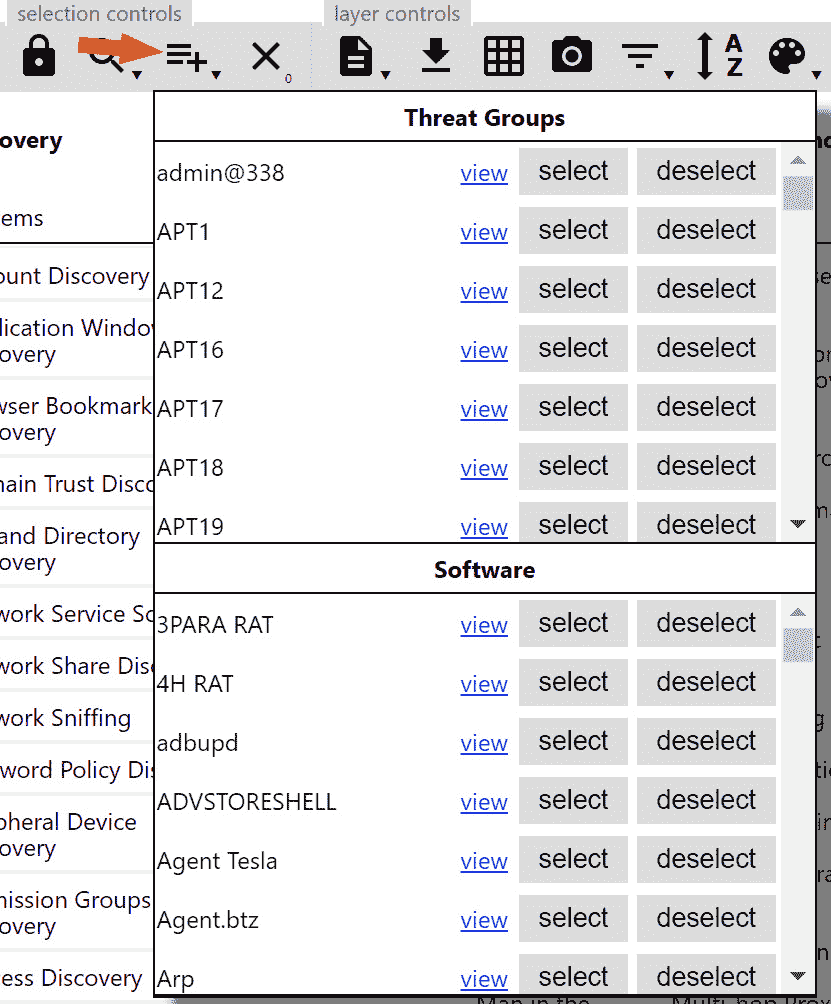 selection controls
layer controls
0
A
Z
Threat Groups
admin@338 view select deselect
APT1 view select deselect
APT12 view select deselect
APT16 view select deselect
APT17 view select deselect
APT18 view select deselect
APT19 view select deselect
Software
3PARA RAT view select deselect
4H RAT view select deselect
adbupd view select deselect
ADVSTORESHELL view select deselect
Agent Tesla view select deselect
Agent.btz view select deselect
Arp view select deselect
overy
ems
ount Discovery
lication Windo
overy
wser Bookmark
overy
nain Trust Disco
and Directory
overy
work Service Sc
work Share Dis
work Sniffing
word Policy Di
pheral Device
overy
nission Groups
overy
ess Discovery
Man in the